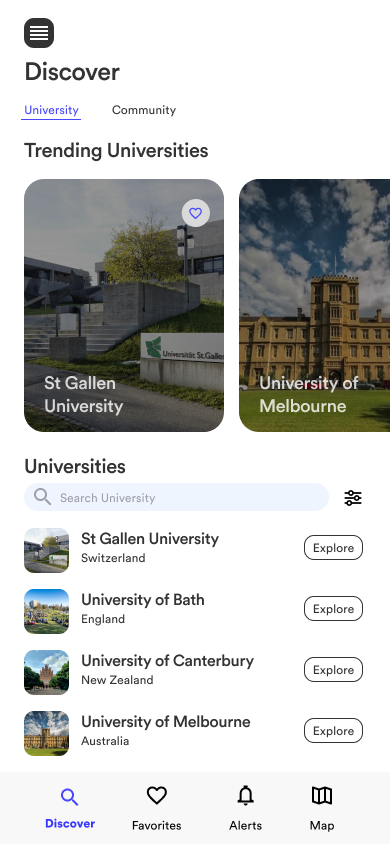 Discover
University
Community
Trending Universities
Universität St.Gallen
St Gallen
University
University of
Melbourne
Universities
Search University
St Gallen University
Switzerland
Explore
University of Bath
England
Explore
University of Canterbury
New Zealand
Explore
University of Melbourne
Australia
Explore
Discover
Favorites
Alerts
Map